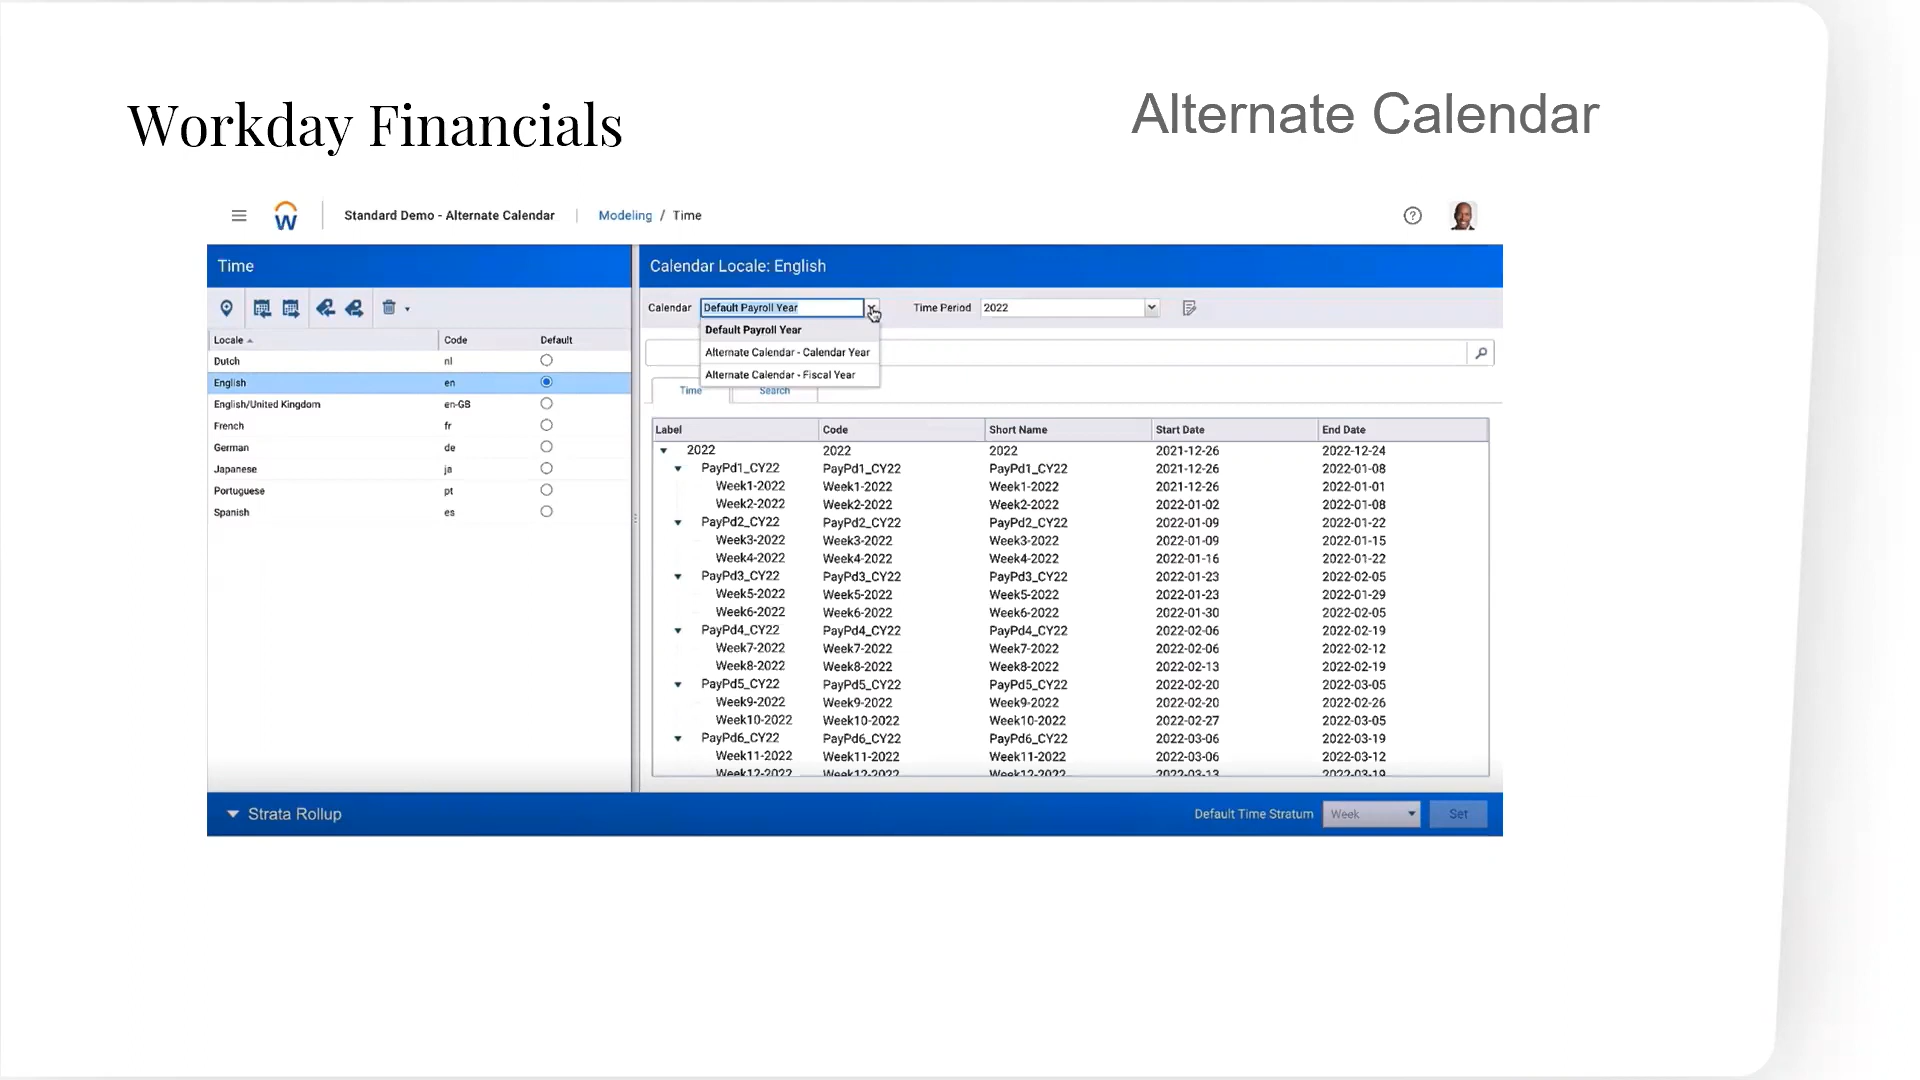 Workday Financials
Alternate Calendar
Standard Demo - Alternate Calendar | Modeling / Time
Time
Locale Code Default
Dutch nl
English en
English/United Kingdom en-GB
French fr
German de
Japanese ja
Portuguese pt
Spanish es
Calendar Locale: English
Calendar Default Payroll Year Time Period 2022
Default Payroll Year
Alternate Calendar - Calendar Year
Alternate Calendar - Fiscal Year
Time Search
Label Code Short Name Start Date End Date
2022 2022 2022 2021-12-26 2022-12-24
PayPd1_CY22 PayPd1_CY22 PayPd1_CY22 2021-12-26 2022-01-08
Week1-2022 Week1-2022 Week1-2022 2021-12-26 2022-01-01
Week2-2022 Week2-2022 Week2-2022 2022-01-02 2022-01-08
PayPd2_CY22 PayPd2_CY22 PayPd2_CY22 2022-01-09 2022-01-22
Week3-2022 Week3-2022 Week3-2022 2022-01-09 2022-01-15
Week4-2022 Week4-2022 Week4-2022 2022-01-16 2022-01-22
PayPd3_CY22 PayPd3_CY22 PayPd3_CY22 2022-01-23 2022-02-05
Week5-2022 Week5-2022 Week5-2022 2022-01-23 2022-01-29
Week6-2022 Week6-2022 Week6-2022 2022-01-30 2022-02-05
PayPd4_CY22 PayPd4_CY22 PayPd4_CY22 2022-02-06 2022-02-19
Week7-2022 Week7-2022 Week7-2022 2022-02-06 2022-02-12
Week8-2022 Week8-2022 Week8-2022 2022-02-13 2022-02-19
PayPd5_CY22 PayPd5_CY22 PayPd5_CY22 2022-02-20 2022-03-05
Week9-2022 Week9-2022 Week9-2022 2022-02-20 2022-02-26
Week10-2022 Week10-2022 Week10-2022 2022-02-27 2022-03-05
PayPd6_CY22 PayPd6_CY22 PayPd6_CY22 2022-03-06 2022-03-19
Week11-2022 Week11-2022 Week11-2022 2022-03-06 2022-03-12
Week12-2022 Week12-2022 Week12-2022 2022-03-13 2022-03-19
Strata Rollup Default Time Stratum Week Set